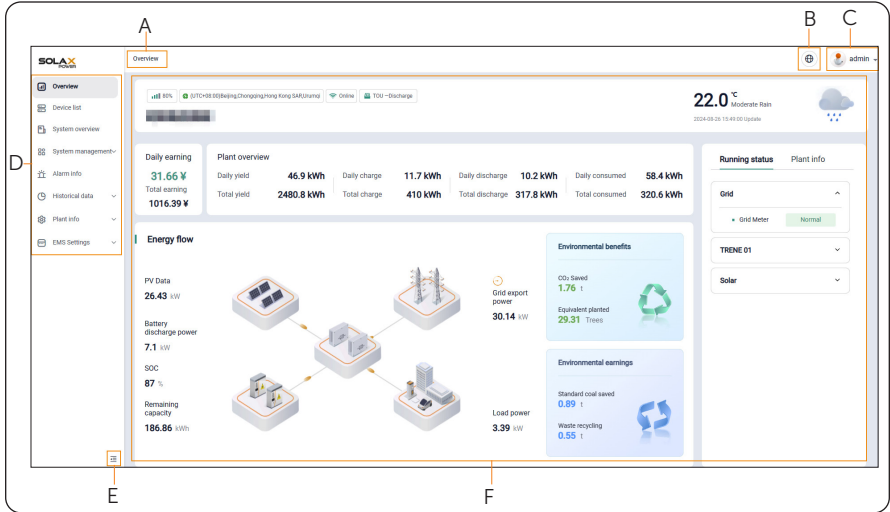 A
B
C
SOLAX
POWER
Overview
admin
Overview
Device list
System overview
System management
Alarm info
Historical data
Plant info
EMS Settings
D
E
F
80%
(UTC+08:00)Beijing,Chongqing,Hong Kong SAR,Urumqi
Online
TOU —Discharge
22.0 ℃
Moderate Rain
2024-08-26 15:49:00 Update
Daily earning
31.66 ¥
Total earning
1016.39 ¥
Plant overview
Daily yield 46.9 kWh Daily charge 11.7 kWh Daily discharge 10.2 kWh Daily consumed 58.4 kWh
Total yield 2480.8 kWh Total charge 410 kWh Total discharge 317.8 kWh Total consumed 320.6 kWh
Running status Plant info
Grid
Grid Meter Normal
TRENE 01
Solar
Energy flow
PV Data
26.43 kW
Battery
discharge power
7.1 kW
SOC
87 %
Remaining
capacity
186.86 kWh
Grid export
power
30.14 kW
Load power
3.39 kW
Environmental benefits
CO₂ Saved
1.76 t
Equivalent planted
29.31 Trees
Environmental earnings
Standard coal saved
0.89 t
Waste recycling
0.55 t